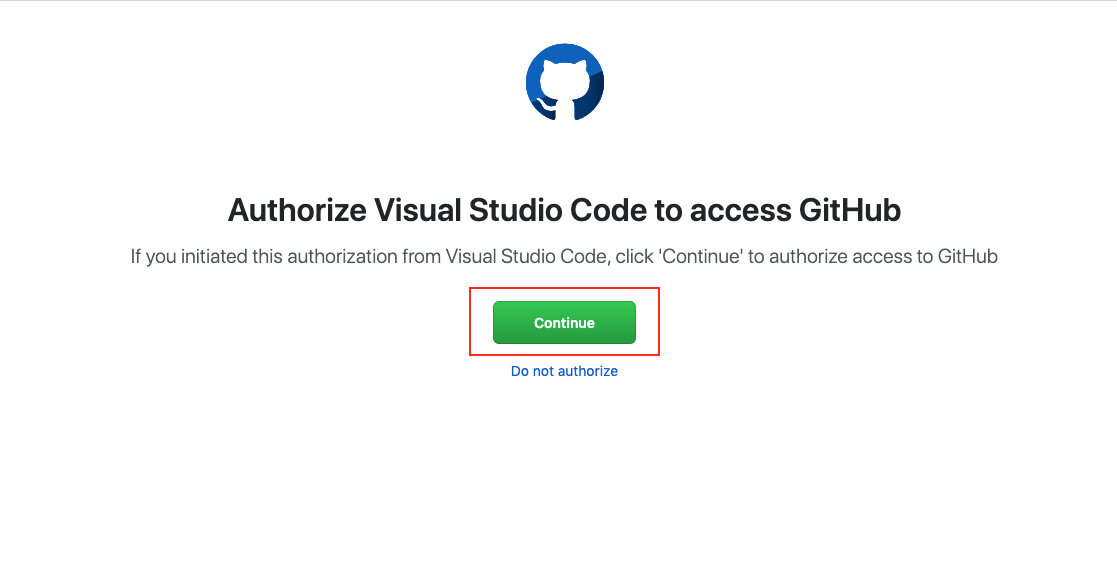 Authorize Visual Studio Code to access GitHub
If you initiated this authorization from Visual Studio Code, click 'Continue' to authorize access to GitHub
Continue
Do not authorize